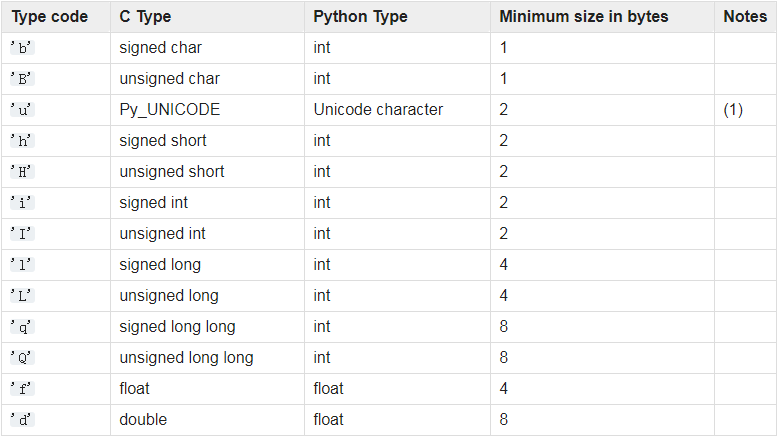 Type code C Type Python Type Minimum size in bytes Notes
'b' signed char int 1
'B' unsigned char int 1
'u' Py_UNICODE Unicode character 2 (1)
'h' signed short int 2
'H' unsigned short int 2
'i' signed int int 2
'I' unsigned int int 2
'l' signed long int 4
'L' unsigned long int 4
'q' signed long long int 8
'Q' unsigned long long int 8
'f' float float 4
'd' double float 8